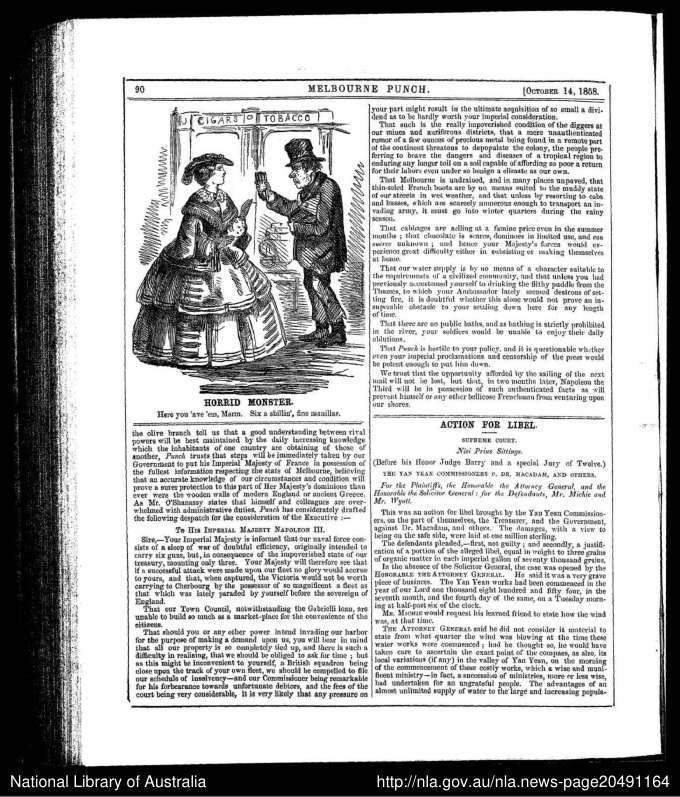 90
MELBOURNE PUNCH.
[OCTOBER 14, 1858.
CIGARS
TOBACCO
HORRID MONSTER.
Here you 'ave 'em, Marm. Six a shillin', fine manillas.
the olive branch tell us that a good understanding between rival
powers will be best maintained by the daily increasing knowledge
which the inhabitants of one country are obtaining of those of
another, Punch trusts that steps will be immediately taken by our
Government to put his Imperial Majesty of France in possession of
the fullest information respecting the state of Melbourne, believing
that an accurate knowledge of our circumstances and condition will
prove a surer protection to this part of Her Majesty's dominions than
ever were the wooden walls of modern England or ancient Greece.
As Mr. O'Shanassy states that himself and colleagues are over-
whelmed with administrative duties, Punch has considerately drafted
the following despatch for the consideration of the Executive :—
TO HIS IMPERIAL MAJESTY NAPOLEON III.
Sire,—Your Imperial Majesty is informed that our naval force con-
sists of a sloop of war of doubtful efficiency, originally intended to
carry six guns, but, in consequence of the impoverished state of our
treasury, mounting only three. Your Majesty will therefore see that
if a successful attack were made upon our fleet no glory would accrue
to yours, and that, when captured, the Victoria would not be worth
carrying to Cherbourg by the possessor of so magnificent a fleet as
that which was lately paraded by yourself before the sovereign of
England.
That our Town Council, notwithstanding the Gabrielli loan, are
unable to build so much as a market-place for the convenience of the
citizens.
That should you or any other power intend invading our harbor
for the purpose of making a demand upon us, you will bear in mind
that all our property is so completely tied up, and there is such a
difficulty in realising, that we should be obliged to ask for time ; but
as this might be inconvenient to yourself, a British squadron being
close upon the track of your own fleet, we should be compelled to file
our schedule of insolvency—and our Commissioner being remarkable
for his forbearance towards unfortunate debtors, and the fees of the
court being very considerable, it is very likely that any pressure on
your part might result in the ultimate acquisition of so small a divi-
dend as to be hardly worth your imperial consideration.
That such is the really impoverished condition of the diggers at
our mines and auriferous districts, that a mere unauthenticated
rumor of a few ounces of precious metal being found in a remote part
of the continent threatens to depopulate the colony, the people pre-
ferring to brave the dangers and diseases of a tropical region to
enduring any longer toil on a soil capable of affording so poor a return
for their labors even under so benign a climate as our own.
That Melbourne is undrained, and in many places unpaved, that
thin-soled French boots are by no means suited to the muddy state
of our streets in wet weather, and that unless by resorting to cabs
and busses, which are scarcely numerous enough to transport an in-
vading army, it must go into winter quarters during the rainy
season.
That cabbages are selling at a famine price even in the summer
months ; that chocolate is scarce, dominoes in limited use, and eau
sucree unknown ; and hence your Majesty's forces would ex-
perience great difficulty either in subsisting or making themselves
at home.
That our water supply is by no means of a character suitable to
the requirements of a civilized community, and that unless you had
previously accustomed yourself to drinking the filthy puddle from the
Thames, to which your Ambassador lately seemed desirous of set-
ting fire, it is doubtful whether this alone would not prove an in-
superable obstacle to your settling down here for any length
of time.
That there are no public baths, and as bathing is strictly prohibited
in the river, your soldiers would be unable to enjoy their daily
ablutions.
That Punch is hostile to your policy, and it is questionable whether
even your imperial proclamations and censorship of the press would
be potent enough to put him down.
We trust that the opportunity afforded by the sailing of the next
mail will not be lost, but that, in two months later, Napoleon the
Third will be in possession of such authenticated facts as will
prevent himself or any other bellicose Frenchman from venturing upon
our shores.
ACTION FOR LIBEL.
SUPREME COURT.
Nisi Prius Sittings.
(Before his Honor Judge Barry and a special Jury of Twelve.)
THE YAN YEAN COMMISSIONERS v. DR. MACADAM, AND OTHERS.
For the Plaintiffs, the Honorable the Attorney General, and the
Honorable the Solicitor General : for the Defendants, Mr. Michie and
Mr. Wyatt.
This was an action for libel brought by the Yan Yean Commission-
ers, on the part of themselves, the Treasurer, and the Government,
against Dr. Macadam, and others. The damages, with a view to
being on the safe side, were laid at one million sterling.
The defendants pleaded,—first, not guilty ; and secondly, a justifi-
cation of a portion of the alleged libel, equal in weight to three grains
of organic matter in each imperial gallon of seventy thousand grains.
In the absence of the Solicitor General, the case was opened by the
HONORABLE THE ATTORNEY GENERAL. He said it was a very grave
piece of business. The Yan Yean works had been commenced in the
year of our Lord one thousand eight hundred and fifty four, in the
seventh month, and the fourth day of the same, on a Tuesday morn-
ing at half-past six of the clock.
MR. MICHIE would request his learned friend to state how the wind
was, at that time.
THE ATTORNEY GENERAL said he did not consider it material to
state from what quarter the wind was blowing at the time these
water works were commenced ; had he thought so, he would have
taken care to ascertain the exact point of the compass, as also, its
local variations (if any) in the valley of Yan Yean, on the morning
of the commencement of these costly works, which a wise and muni-
ficent ministry—in fact, a succession of ministries, more or less wise,
had undertaken for an ungrateful people. The advantages of an
almost unlimited supply of water to the large and increasing popula-
National Library of Australia
http://nla.gov.au/nla.news-page20491164